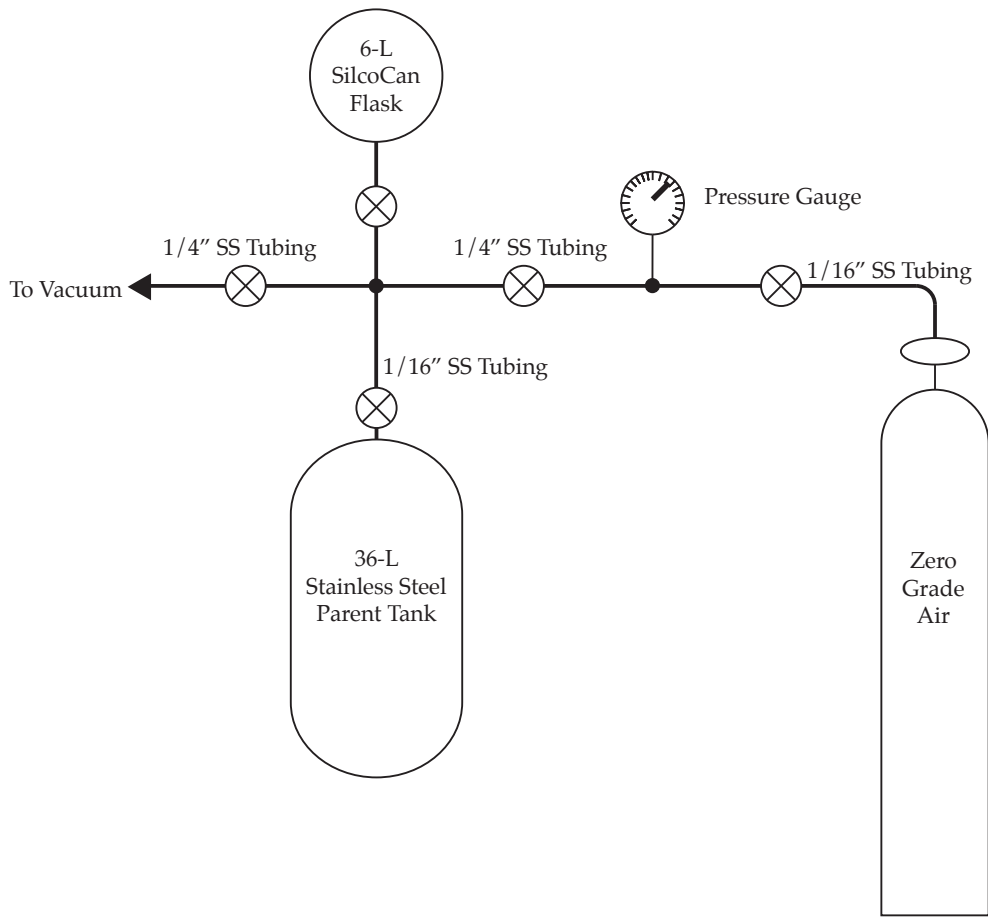 6-L
SilcoCan
Flask
Pressure Gauge
1/4” SS Tubing
1/4” SS Tubing
1/16” SS Tubing
To Vacuum
1/16” SS Tubing
36-L
Stainless Steel
Parent Tank
Zero
Grade
Air